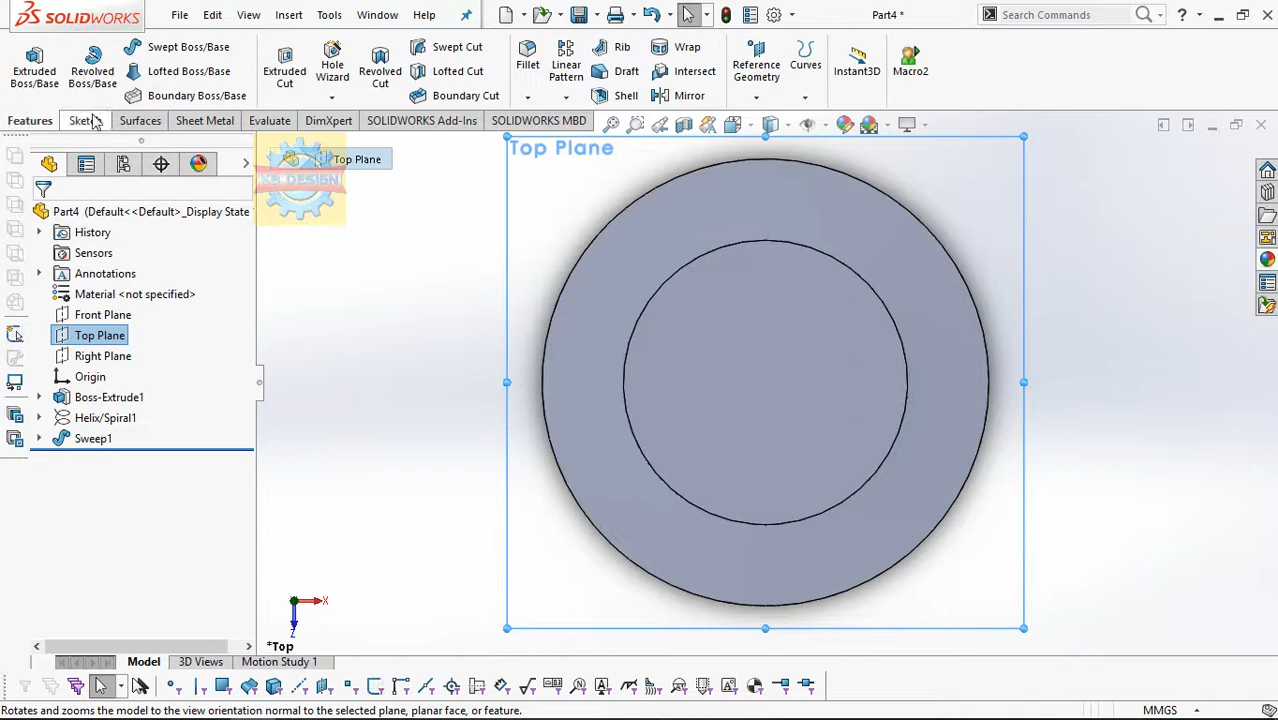 SOLIDWORKS
File Edit View Insert Tools Window Help
Part4 *
Search Commands
?
Extruded Boss/Base
Revolved Boss/Base
Swept Boss/Base
Lofted Boss/Base
Boundary Boss/Base
Extruded Cut
Hole Wizard
Revolved Cut
Swept Cut
Lofted Cut
Boundary Cut
Fillet
Linear Pattern
Rib
Draft
Shell
Wrap
Intersect
Mirror
Reference Geometry
Curves
Instant3D
Macro2
Features Sketch Surfaces Sheet Metal Evaluate DimXpert SOLIDWORKS Add-Ins SOLIDWORKS MBD
Top Plane
DESIGN
Top Plane
Part4 (Default<<Default>_Display State
History
Sensors
Annotations
Material <not specified>
Front Plane
Top Plane
Right Plane
Origin
Boss-Extrude1
Helix/Spiral1
Sweep1
X
Z
*Top
Model 3D Views Motion Study 1
Rotates and zooms the model to the view orientation normal to the selected plane, planar face, or feature.
MMGS